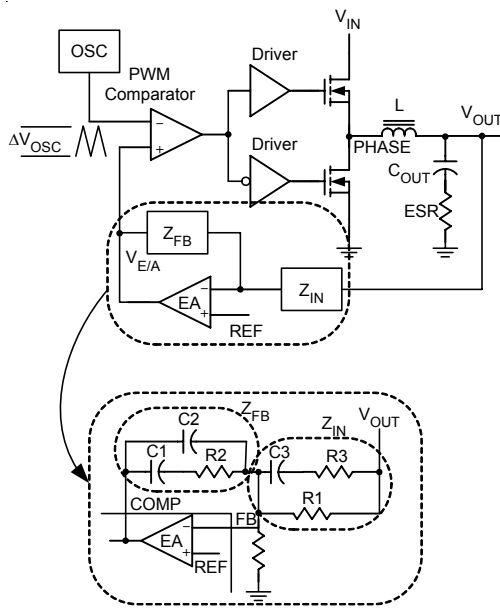 V_IN
OSC
Driver
PWM
Comparator
L
V_OUT
−
+
ΔV_OSC
PHASE
Driver
C_OUT
ESR
Z_FB
V_E/A
−
EA
+
Z_IN
REF
Z_FB
V_OUT
C2
Z_IN
C1
R2
C3
R3
COMP
R1
FB
−
EA
+
REF